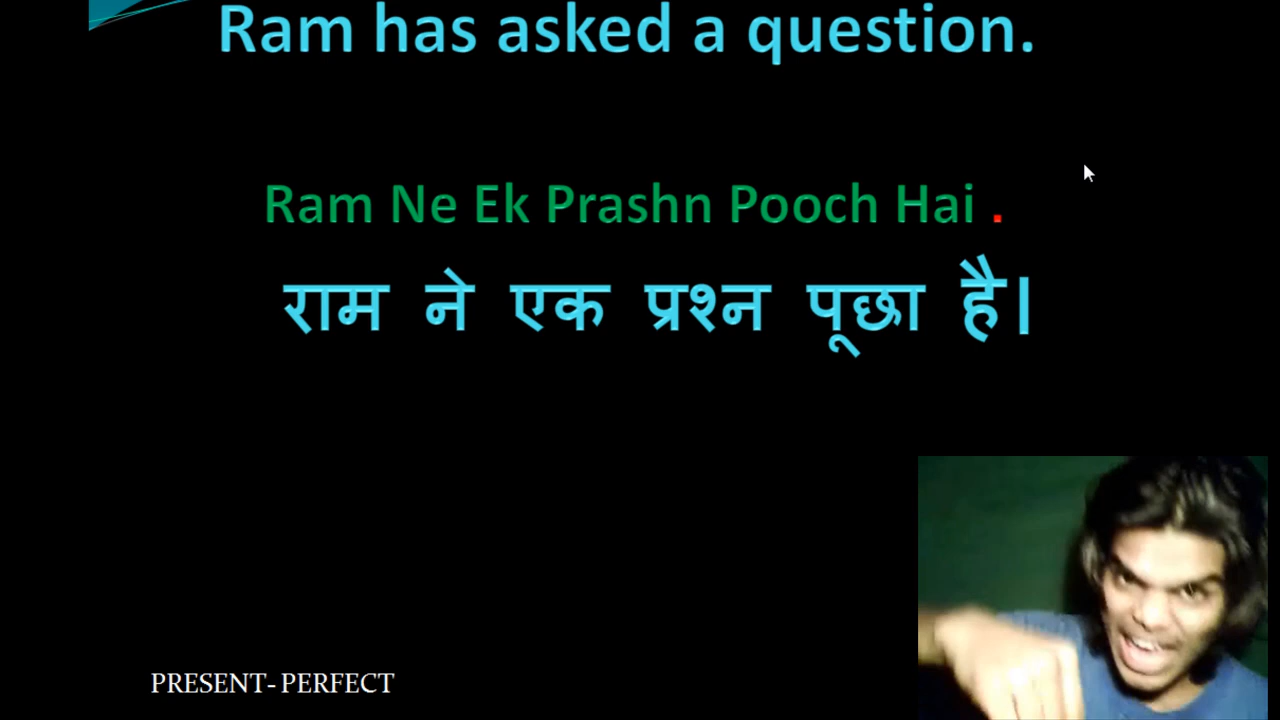 Ram has asked a question.
Ram Ne Ek Prashn Pooch Hai .
राम ने एक प्रश्न पूछा है।
PRESENT- PERFECT